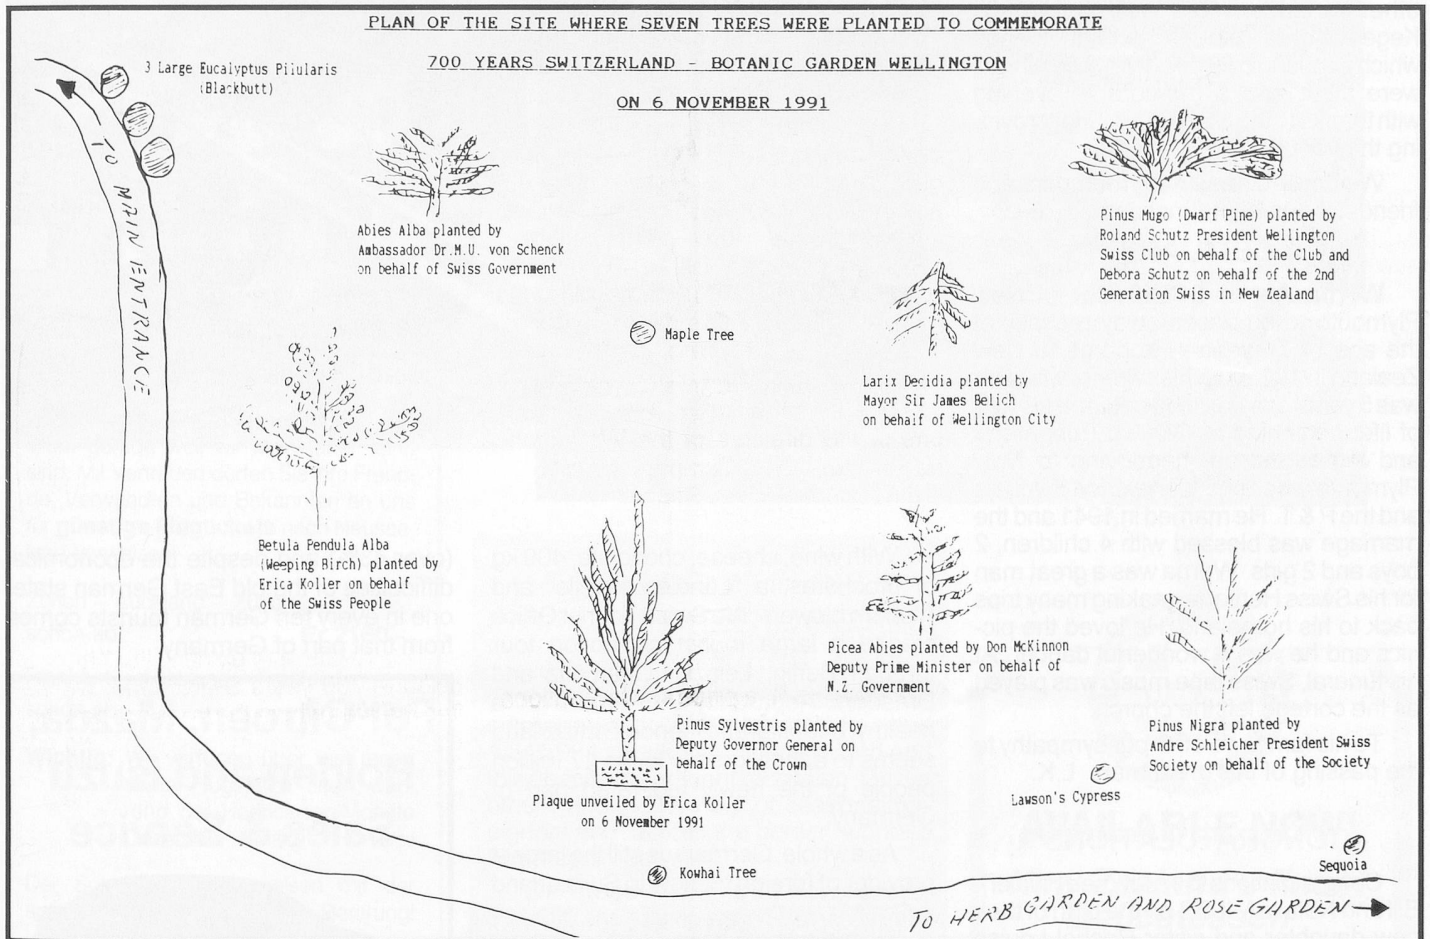 PLAN OF THE SITE WHERE SEVEN TREES WERE PLANTED TO COMMEMORATE
700 YEARS SWITZERLAND - BOTANIC GARDEN WELLINGTON
ON 6 NOVEMBER 1991
3 Large Eucalyptus Pilularis
(Blackbutt)
TO MAIN ENTRANCE
Abies Alba planted by
Ambassador Dr.M.U. von Schenck
on behalf of Swiss Government
Pinus Mugo (Dwarf Pine) planted by
Roland Schutz President Wellington
Swiss Club on behalf of the Club and
Debora Schutz on behalf of the 2nd
Generation Swiss in New Zealand
Maple Tree
Larix Decidia planted by
Mayor Sir James Belich
on behalf of Wellington City
Betula Pendula Alba
(Weeping Birch) planted by
Erica Koller on behalf
of the Swiss People
Picea Abies planted by Don McKinnon
Deputy Prime Minister on behalf of
N.Z. Government
Pinus Sylvestris planted by
Deputy Governor General on
behalf of the Crown
Pinus Nigra planted by
Andre Schleicher President Swiss
Society on behalf of the Society
Plaque unveiled by Erica Koller
on 6 November 1991
Lawson's Cypress
Kowhai Tree
Sequoia
TO HERB GARDEN AND ROSE GARDEN